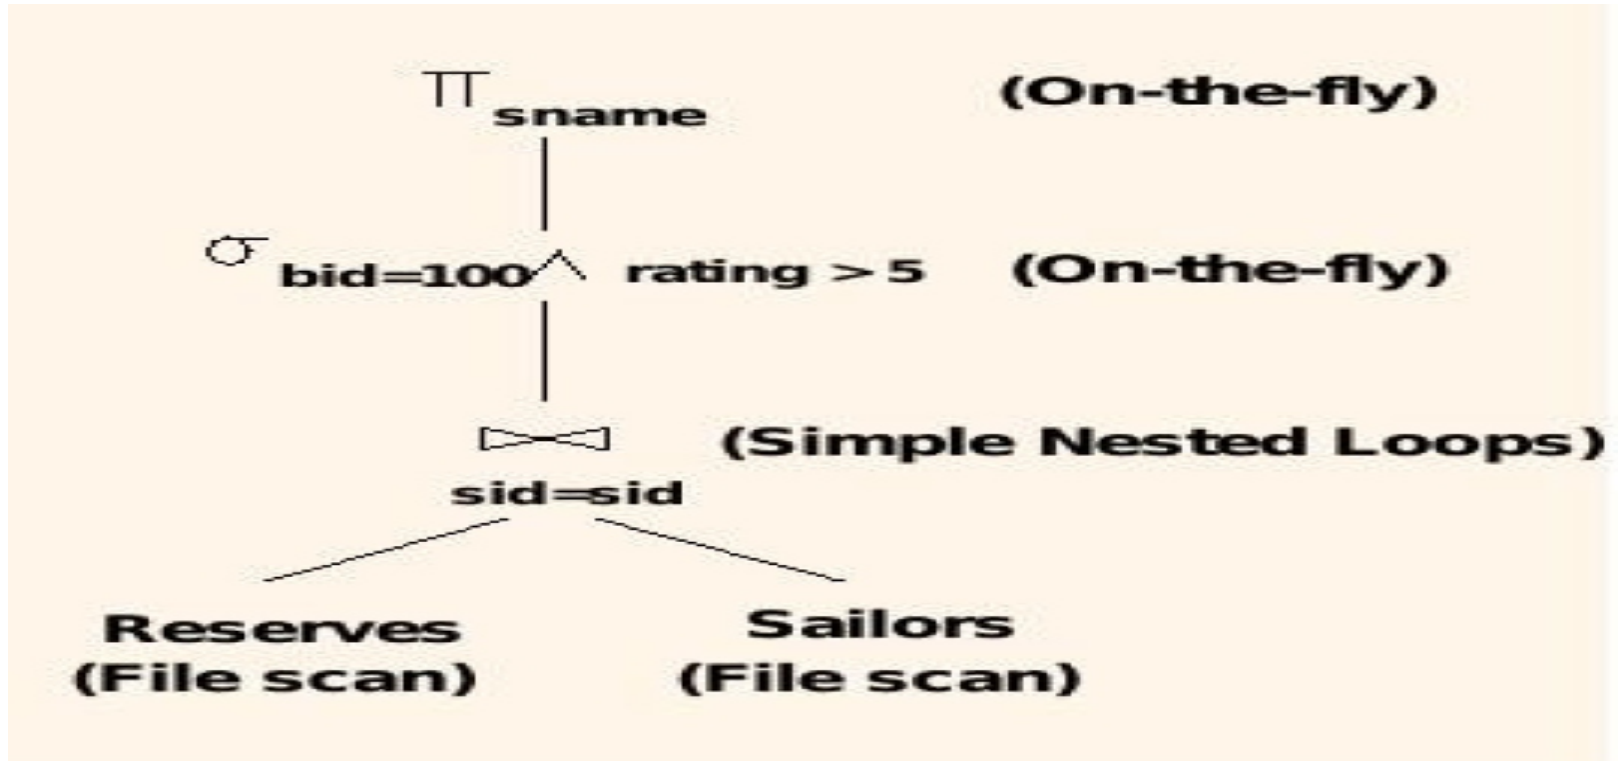 π sname (On-the-fly)
σ bid=100 ∧ rating > 5 (On-the-fly)
⋈ (Simple Nested Loops)
sid=sid
Reserves Sailors
(File scan) (File scan)